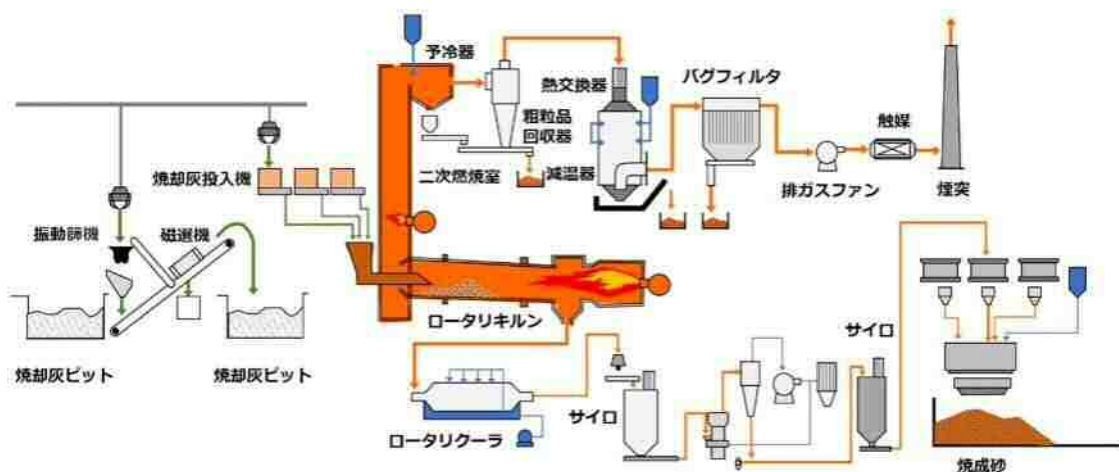 予冷器
熱交換器
バグフィルタ
粗粒品
回収器
触媒
焼却灰投入機
二次燃焼室
減温器
排ガスファン
煙突
振動篩機
磁選機
ロータリキルン
サイロ
焼却灰ピット
焼却灰ピット
サイロ
ロータリクーラ
焼成砂